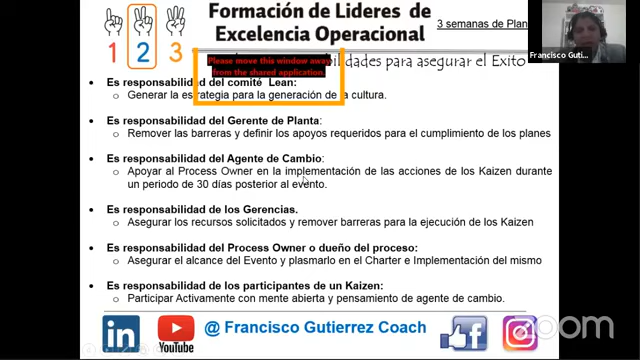 Formación de Lideres de
Excelencia Operacional
3 semanas de Plan
1 2 3
Francisco Guti...
Please move this window away
from the shared application.
ilidades para asegurar el Exito
Es responsabilidad del comité Lean:
Generar la estrategia para la generación de la cultura.
Es responsabilidad del Gerente de Planta:
Remover las barreras y definir los apoyos requeridos para el cumplimiento de los planes
Es responsabilidad del Agente de Cambio:
Apoyar al Process Owner en la implementación de las acciones de los Kaizen durante
un periodo de 30 días posterior al evento.
Es responsabilidad de los Gerencias.
Asegurar los recursos solicitados y remover barreras para la ejecución de los Kaizen
Es responsabilidad del Process Owner o dueño del proceso:
Asegurar el alcance del Evento y plasmarlo en el Charter e Implementación del mismo
Es responsabilidad de los participantes de un Kaizen:
Participar Activamente con mente abierta y pensamiento de agente de cambio.
in
YouTube
@ Francisco Gutierrez Coach
f
zoom